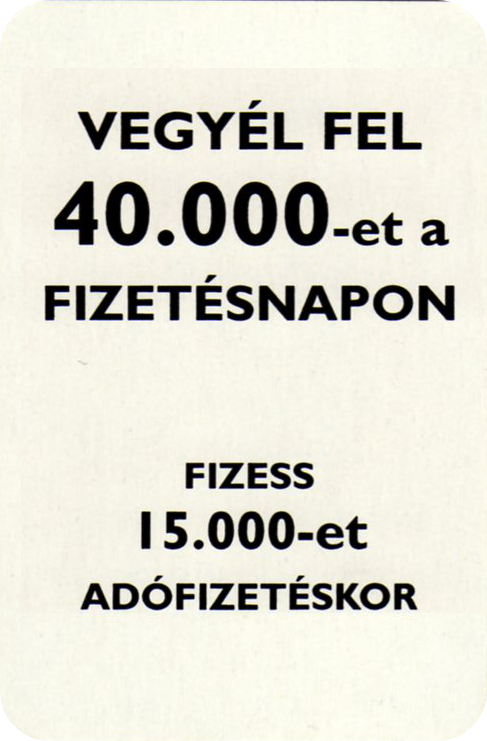 VEGYÉL FEL
40.000-et a
FIZETÉSNAPON
FIZESS
15.000-et
ADÓFIZETÉSKOR